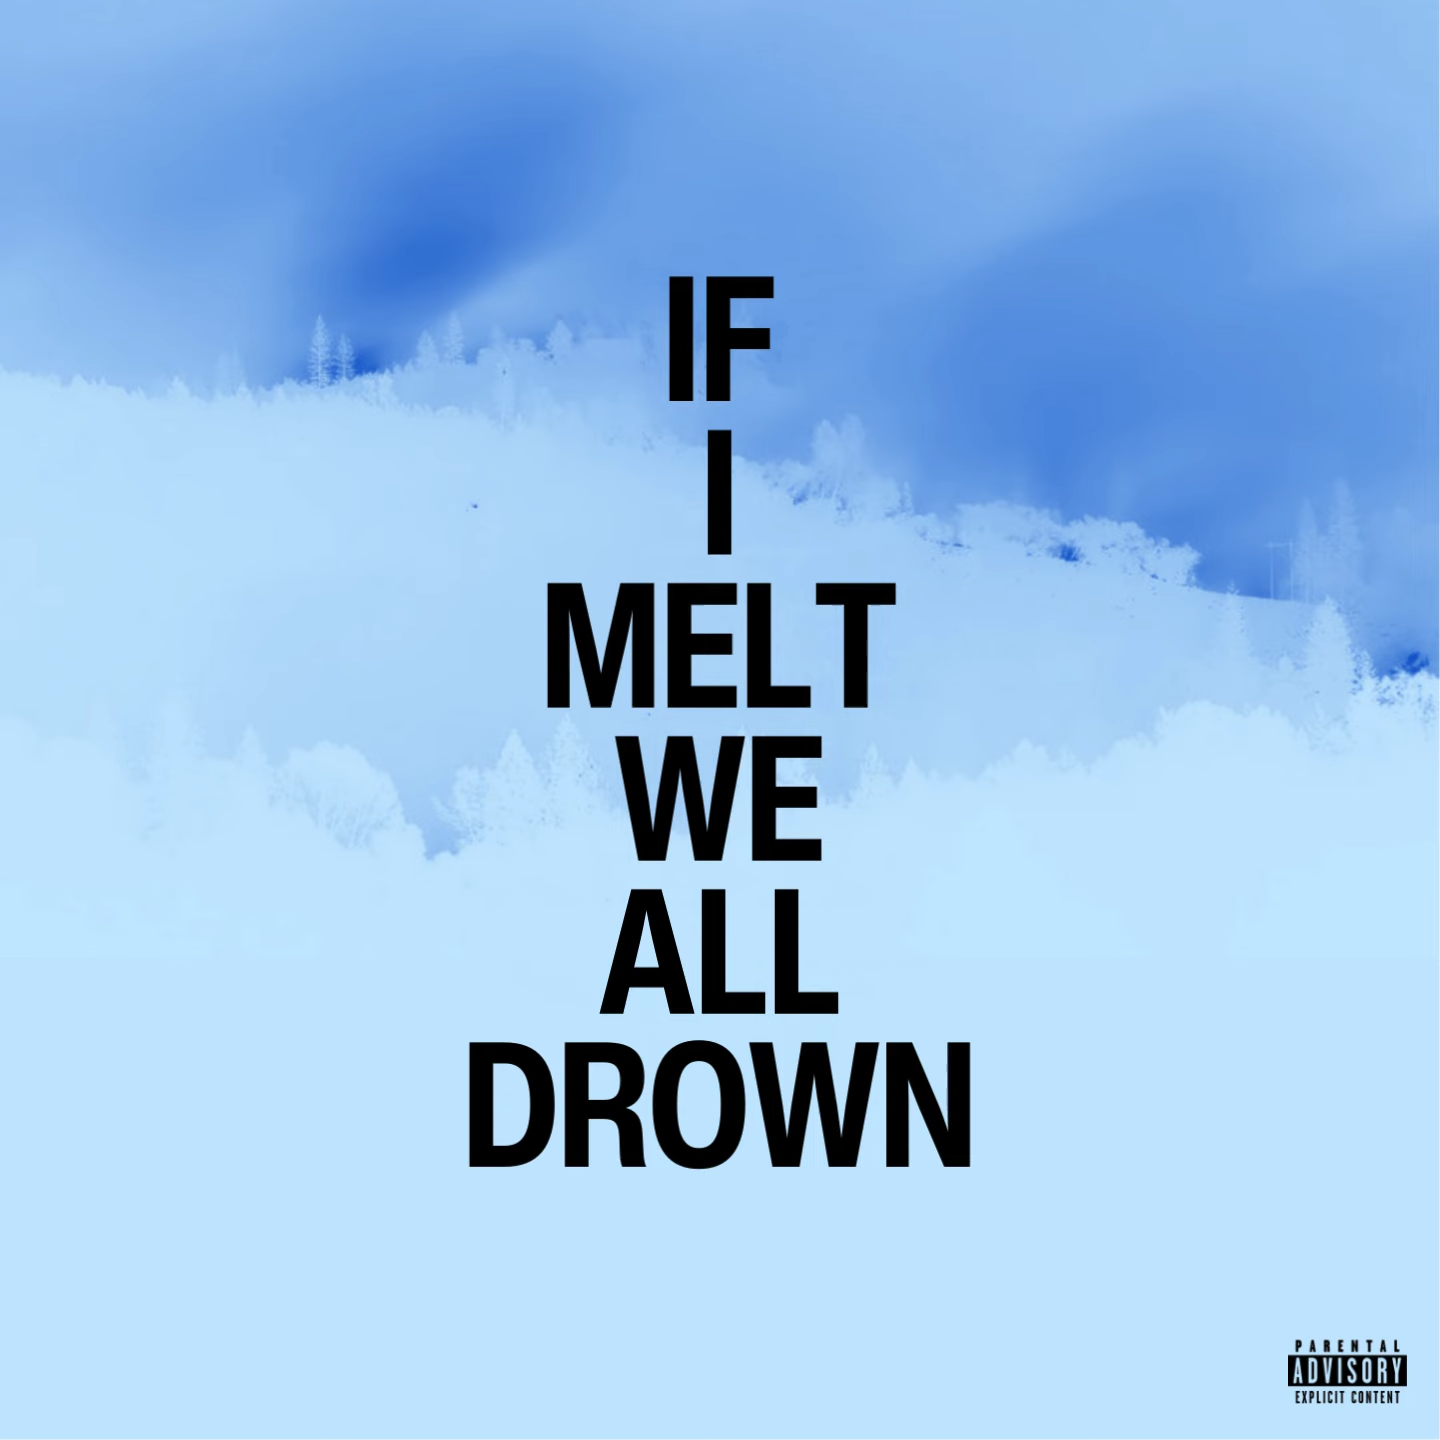 IF
I
MELT
WE
ALL
DROWN
PARENTAL
ADVISORY
EXPLICIT CONTENT